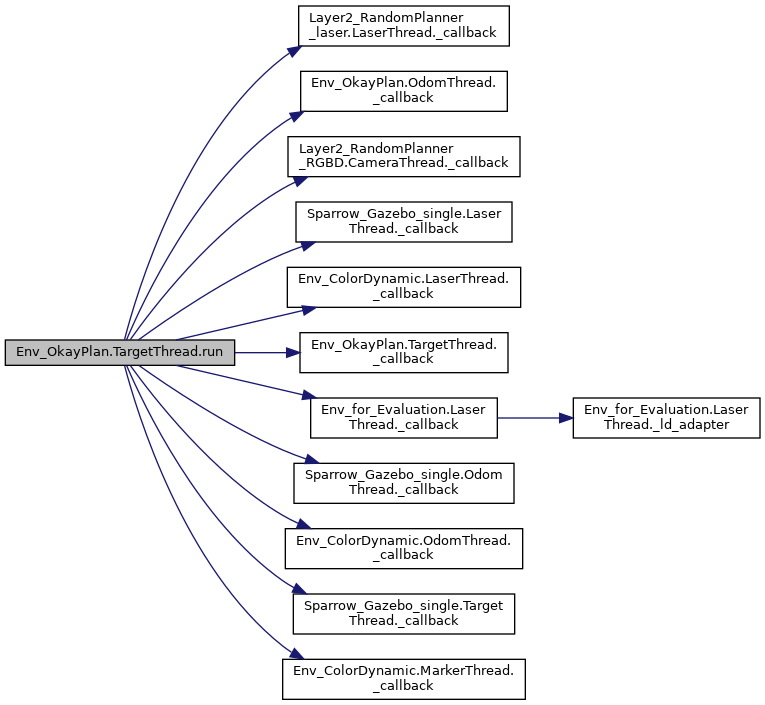 Layer2_RandomPlanner
_laser.LaserThread._callback
Env_OkayPlan.OdomThread.
_callback
Layer2_RandomPlanner
_RGBD.CameraThread._callback
Sparrow_Gazebo_single.Laser
Thread._callback
Env_ColorDynamic.LaserThread.
_callback
Env_OkayPlan.TargetThread.run
Env_OkayPlan.TargetThread.
_callback
Env_for_Evaluation.Laser
Thread._callback
Env_for_Evaluation.Laser
Thread._ld_adapter
Sparrow_Gazebo_single.Odom
Thread._callback
Env_ColorDynamic.OdomThread.
_callback
Sparrow_Gazebo_single.Target
Thread._callback
Env_ColorDynamic.MarkerThread.
_callback